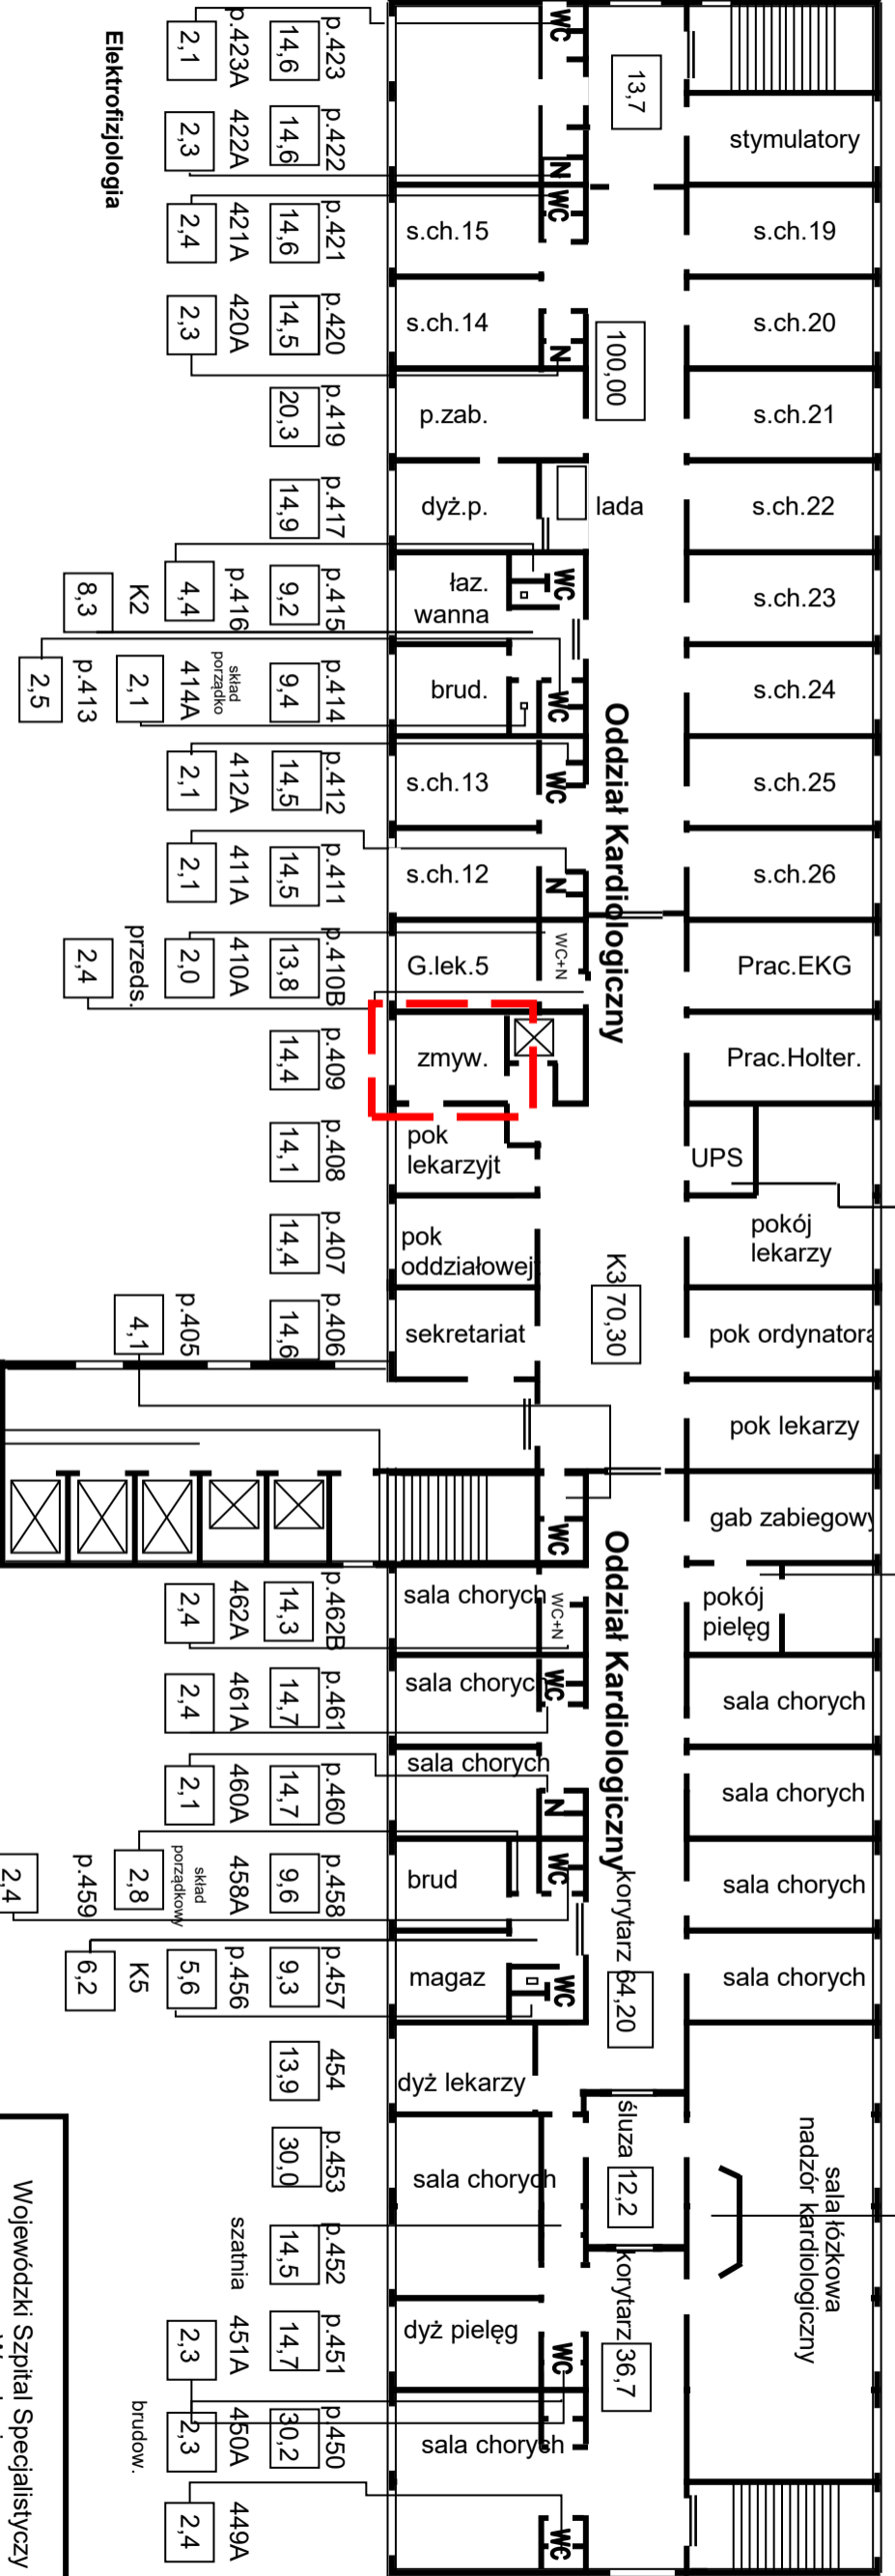 WC
13,7
stymulatory
p.423
14,6
p.423A
2,1
p.422
14,6
422A
2,3
Elektrofizjologia
N
WC
s.ch.15
s.ch.19
p.421
14,6
421A
2,4
s.ch.14
N
100,00
s.ch.20
p.420
14,5
420A
2,3
p.zab.
s.ch.21
p.419
20,3
dyż.p.
lada
s.ch.22
p.417
14,9
łaz.
wanna
WC
s.ch.23
p.415
9,2
p.416
4,4
K2
8,3
brud.
WC
s.ch.24
p.414
9,4
skład
porządko
414A
2,1
p.413
2,5
Oddział Kardiologiczny
s.ch.13
WC
s.ch.25
p.412
14,5
412A
2,1
s.ch.12
N
s.ch.26
p.411
14,5
411A
2,1
G.lek.5
WC+N
Prac.EKG
p.410B
13,8
410A
2,0
przeds.
2,4
zmyw.
Prac.Holter.
p.409
14,4
pok
lekarzyjt
UPS
p.408
14,1
pok
oddziałowej
pokój
lekarzy
p.407
14,4
K3
70,30
sekretariat
pok ordynatora
p.406
14,6
p.405
4,1
pok lekarzy
WC
gab zabiegowy
Oddział Kardiologiczny
sala chorych
WC+N
pokój
pielęg
p.462B
14,3
462A
2,4
sala chorych
WC
sala chorych
p.461
14,7
461A
2,4
sala chorych
N
sala chorych
p.460
14,7
460A
2,1
brud
WC
sala chorych
p.458
9,6
458A
skład
porządkowy
2,8
p.459
2,4
korytarz
64,20
magaz
WC
sala chorych
p.457
9,3
p.456
5,6
K5
6,2
dyż lekarzy
454
13,9
śluza
12,2
sala chorych
sala łóżkowa
nadzór kardiologiczny
p.453
30,0
p.452
14,5
szatnia
korytarz
36,7
dyż pielęg
WC
p.451
14,7
451A
2,3
sala chorych
p.450
30,2
450A
2,3
brudow.
WC
449A
2,4
Wojewódzki Szpital Specjalistyczy